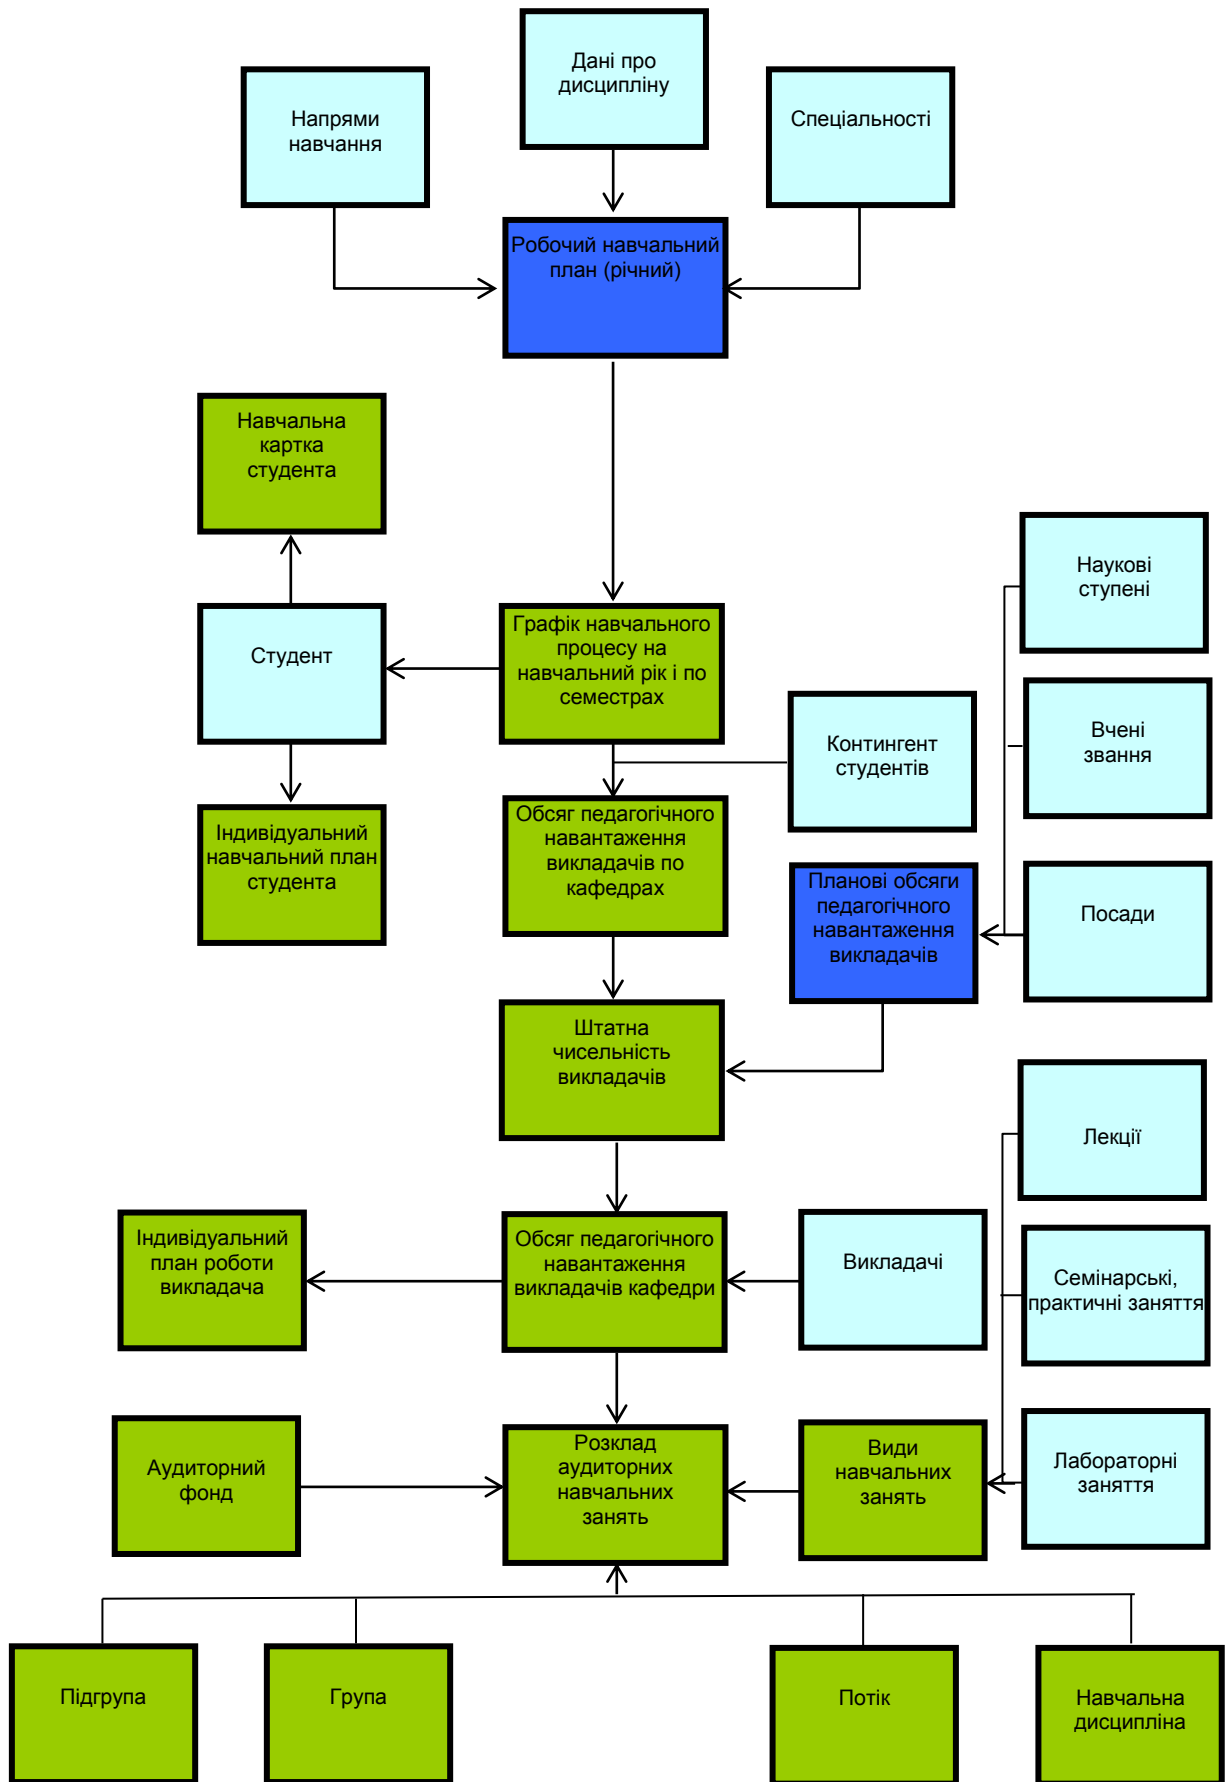 Дані про
дисципліну
Напрями
навчання
Спеціальності
Робочий навчальний
план (річний)
Навчальна
картка
студента
Наукові
ступені
Студент
Графік навчального
процесу на
навчальний рік і по
семестрах
Вчені
звання
Контингент
студентів
Індивідуальний
навчальний план
студента
Обсяг педагогічного
навантаження
викладачів по
кафедрах
Планові обсяги
педагогічного
навантаження
викладачів
Посади
Штатна
чисельність
викладачів
Лекції
Індивідуальний
план роботи
викладача
Обсяг педагогічного
навантаження
викладачів кафедри
Викладачі
Семінарські,
практичні заняття
Аудиторний
фонд
Розклад
аудиторних
навчальних
занять
Види
навчальних
занять
Лабораторні
заняття
Підгрупа
Група
Потік
Навчальна
дисципліна